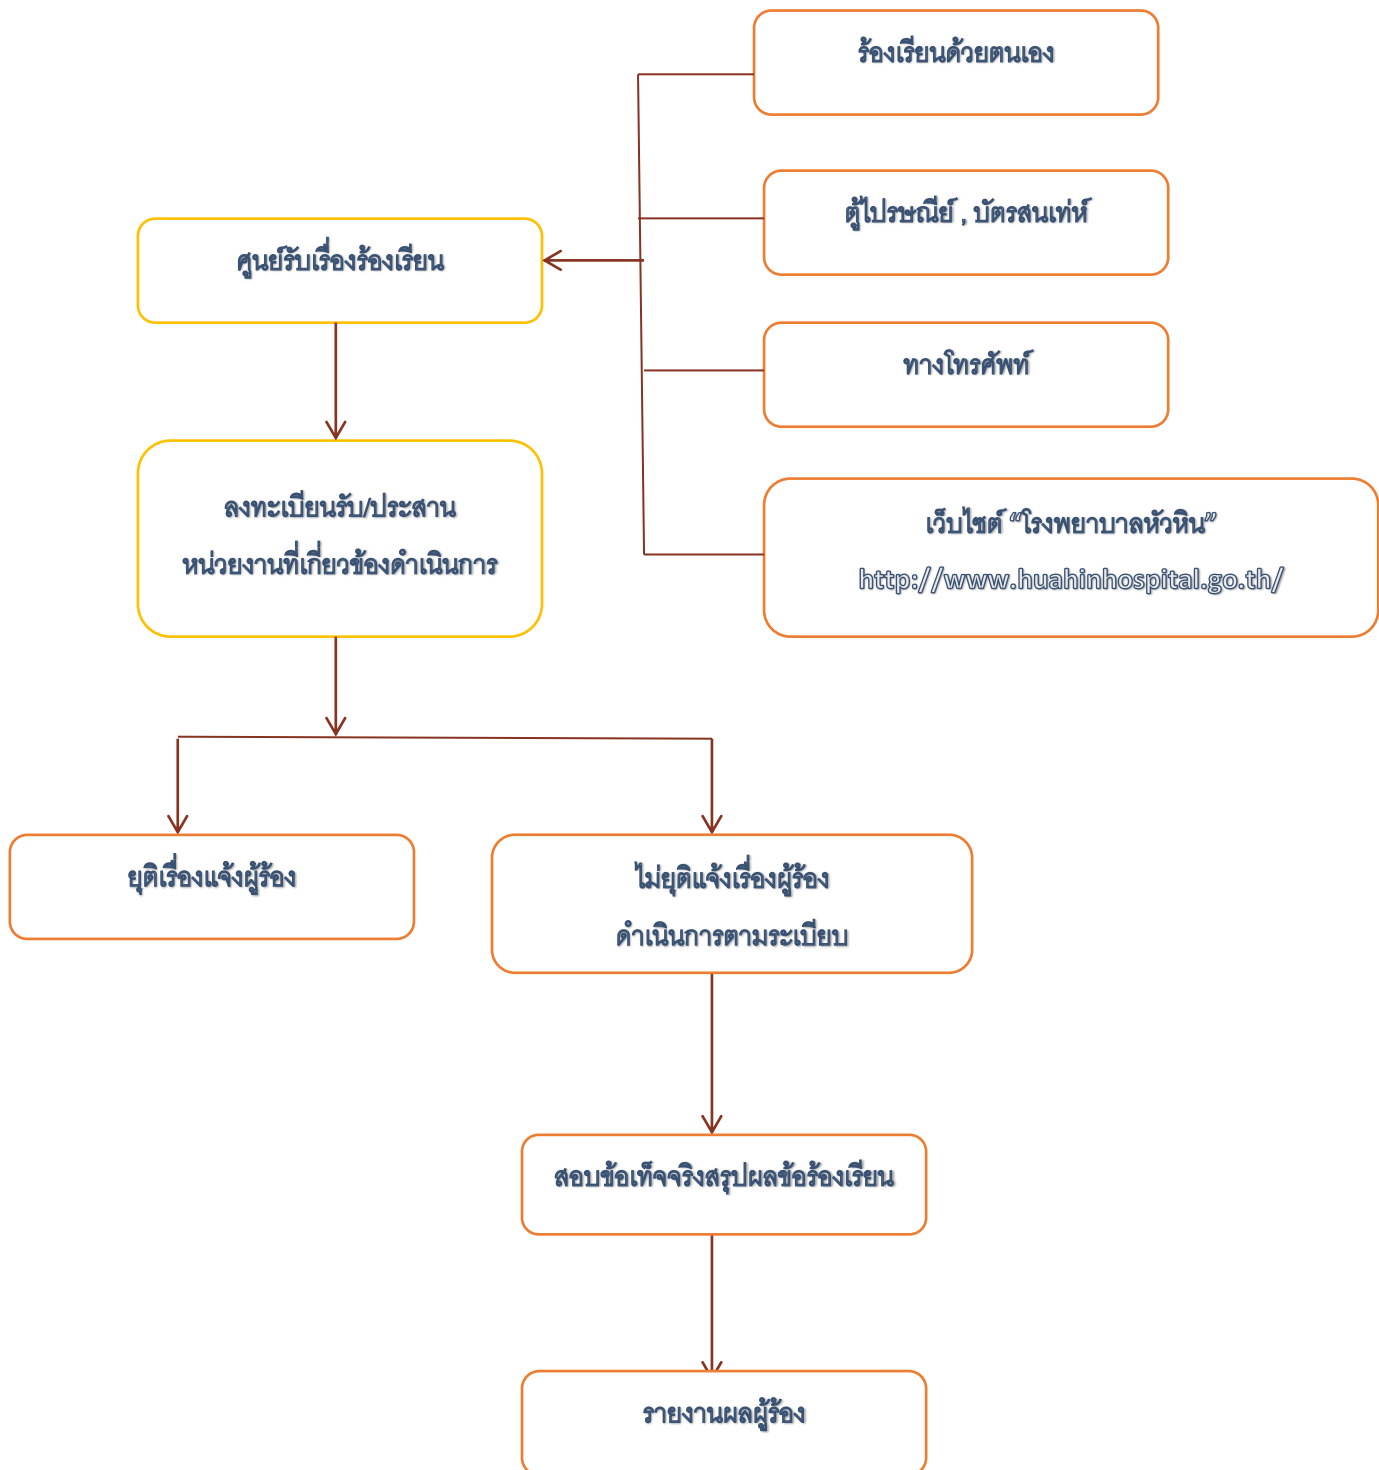 ร้องเรียนด้วยตนเอง
ตู้ไปรษณีย์ , บัตรสนเท่ห์
ศูนย์รับเรื่องร้องเรียน
ทางโทรศัพท์
ลงทะเบียนรับ/ประสาน
หน่วยงานที่เกี่ยวข้องดำเนินการ
เว็บไซต์ “โรงพยาบาลหัวหิน”
http://www.huahinhospital.go.th/
ยุติเรื่องแจ้งผู้ร้อง
ไม่ยุติแจ้งเรื่องผู้ร้อง
ดำเนินการตามระเบียบ
สอบข้อเท็จจริงสรุปผลข้อร้องเรียน
รายงานผลผู้ร้อง